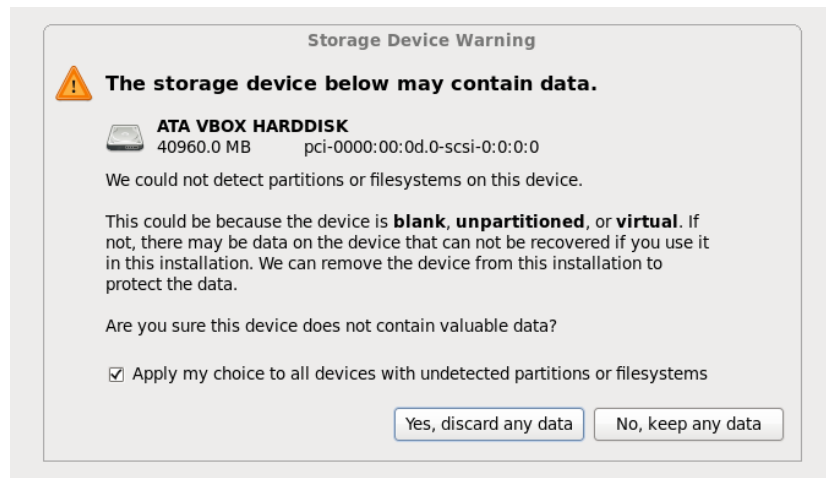 Storage Device Warning
The storage device below may contain data.
ATA VBOX HARDDISK
40960.0 MB pci-0000:00:0d.0-scsi-0:0:0:0
We could not detect partitions or filesystems on this device.
This could be because the device is blank, unpartitioned, or virtual. If
not, there may be data on the device that can not be recovered if you use it
in this installation. We can remove the device from this installation to
protect the data.
Are you sure this device does not contain valuable data?
Apply my choice to all devices with undetected partitions or filesystems
Yes, discard any data No, keep any data